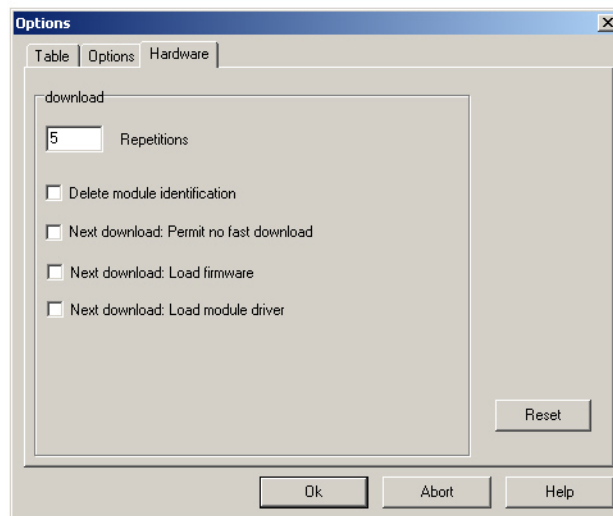 Options
Table Options Hardware
download
5 Repetitions
Delete module identification
Next download: Permit no fast download
Next download: Load firmware
Next download: Load module driver
Reset
Ok Abort Help